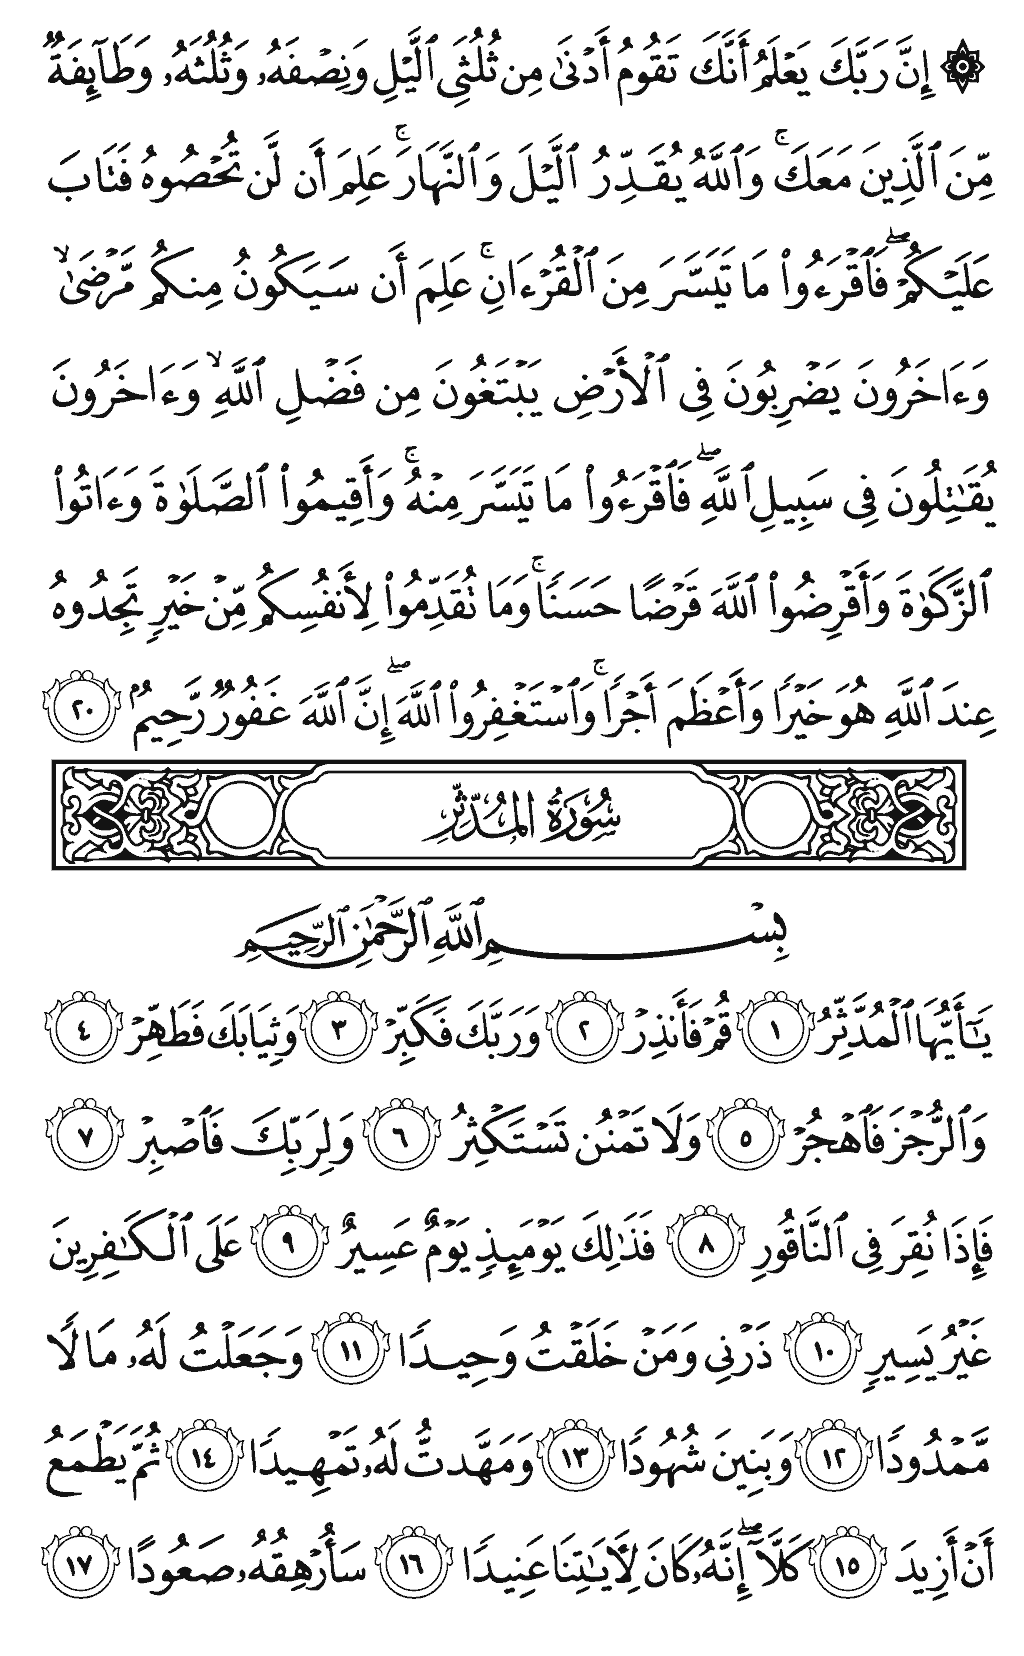 ۞ إِنَّ رَبَّكَ يَعۡلَمُ أَنَّكَ تَقُومُ أَدۡنَىٰ مِن ثُلُثَيِ ٱلَّيۡلِ وَنِصۡفَهُۥ وَثُلُثَهُۥ وَطَآئِفَةٞ
مِّنَ ٱلَّذِينَ مَعَكَۚ وَٱللَّهُ يُقَدِّرُ ٱلَّيۡلَ وَٱلنَّهَارَۚ عَلِمَ أَن لَّن تُحۡصُوهُ فَتَابَ
عَلَيۡكُمۡۖ فَٱقۡرَءُواْ مَا تَيَسَّرَ مِنَ ٱلۡقُرۡءَانِۚ عَلِمَ أَن سَيَكُونُ مِنكُم مَّرۡضَىٰ ۙ
وَءَاخَرُونَ يَضۡرِبُونَ فِي ٱلۡأَرۡضِ يَبۡتَغُونَ مِن فَضۡلِ ٱللَّهِ ۙ وَءَاخَرُونَ
يُقَٰتِلُونَ فِي سَبِيلِ ٱللَّهِۖ فَٱقۡرَءُواْ مَا تَيَسَّرَ مِنۡهُۚ وَأَقِيمُواْ ٱلصَّلَوٰةَ وَءَاتُواْ
ٱلزَّكَوٰةَ وَأَقۡرِضُواْ ٱللَّهَ قَرۡضًا حَسَنٗاۚ وَمَا تُقَدِّمُواْ لِأَنفُسِكُم مِّنۡ خَيۡرٖ تَجِدُوهُ
عِندَ ٱللَّهِ هُوَ خَيۡرٗا وَأَعۡظَمَ أَجۡرٗاۚ وَٱسۡتَغۡفِرُواْ ٱللَّهَۖ إِنَّ ٱللَّهَ غَفُورٞ رَّحِيمُۢ ٢٠
سُورَةُ المُدَّثِّرِ
بِسۡمِ ٱللَّهِ ٱلرَّحۡمَٰنِ ٱلرَّحِيمِ
يَٰٓأَيُّهَا ٱلۡمُدَّثِّرُ ١ قُمۡ فَأَنذِرۡ ٢ وَرَبَّكَ فَكَبِّرۡ ٣ وَثِيَابَكَ فَطَهِّرۡ ٤
وَٱلرُّجۡزَ فَٱهۡجُرۡ ٥ وَلَا تَمۡنُن تَسۡتَكۡثِرُ ٦ وَلِرَبِّكَ فَٱصۡبِرۡ ٧
فَإِذَا نُقِرَ فِي ٱلنَّاقُورِ ٨ فَذَٰلِكَ يَوۡمَئِذٖ يَوۡمٌ عَسِيرٌ ٩ عَلَى ٱلۡكَٰفِرِينَ
غَيۡرُ يَسِيرٖ ١٠ ذَرۡنِي وَمَنۡ خَلَقۡتُ وَحِيدٗا ١١ وَجَعَلۡتُ لَهُۥ مَالٗا
مَّمۡدُودٗا ١٢ وَبَنِينَ شُهُودٗا ١٣ وَمَهَّدتُّ لَهُۥ تَمۡهِيدٗا ١٤ ثُمَّ يَطۡمَعُ
أَنۡ أَزِيدَ ١٥ كَلَّآۖ إِنَّهُۥ كَانَ لِأٓيَٰتِنَا عَنِيدٗا ١٦ سَأُرۡهِقُهُۥ صَعُودًا ١٧